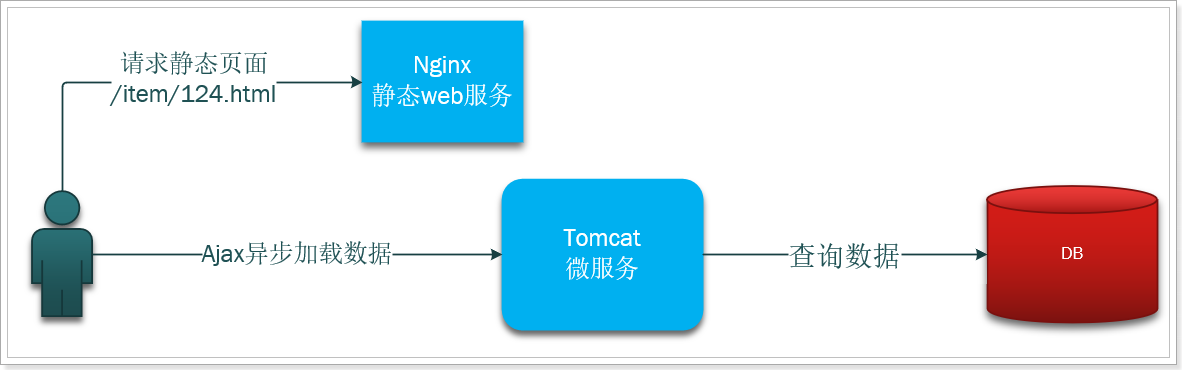 请求静态页面
/item/124.html
Nginx
静态web服务
Ajax异步加载数据
Tomcat
微服务
查询数据
DB